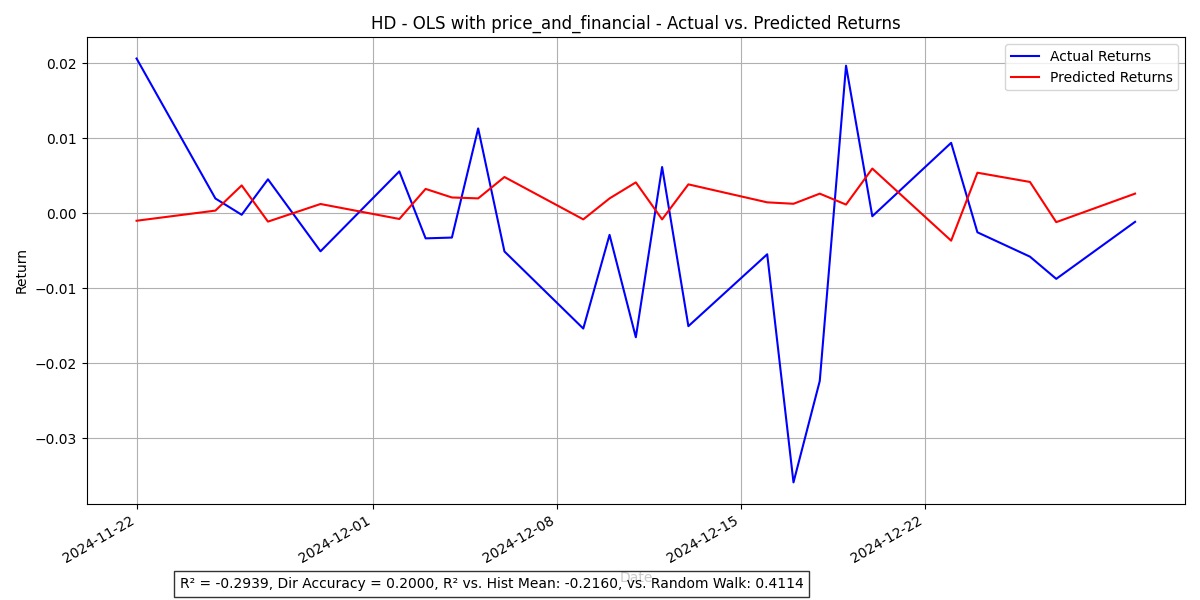 HD - OLS with price_and_financial - Actual vs. Predicted Returns
Actual Returns
Predicted Returns
Return
0.02
0.01
0.00
−0.01
−0.02
−0.03
2024-11-22
2024-12-01
2024-12-08
2024-12-15
2024-12-22
Date
R² = -0.2939, Dir Accuracy = 0.2000, R² vs. Hist Mean: -0.2160, vs. Random Walk: 0.4114